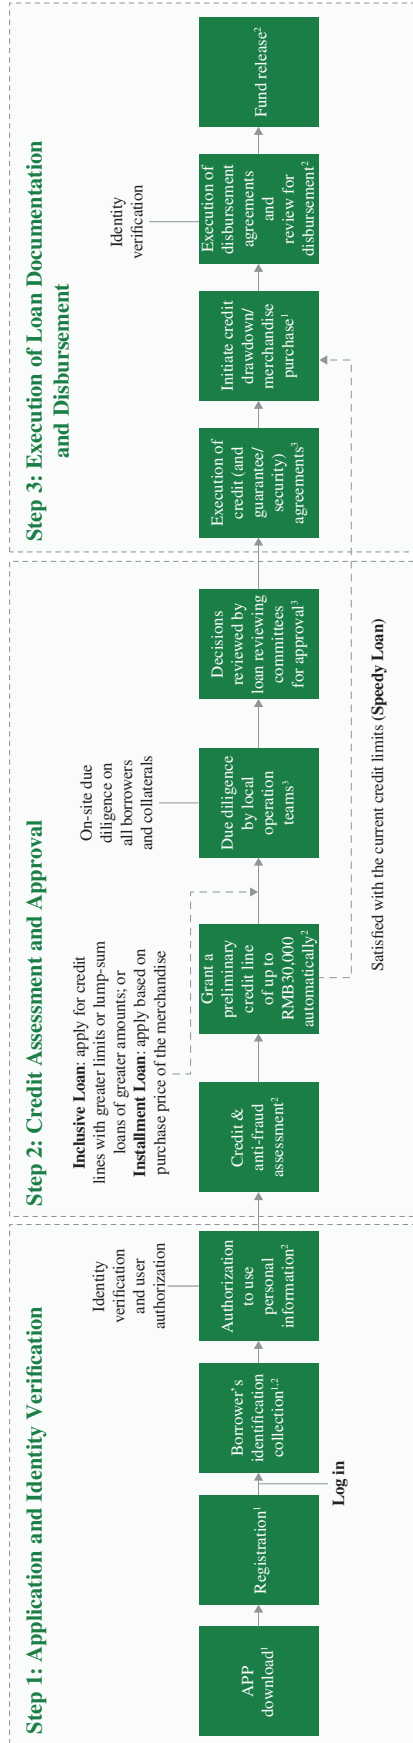 Step 1: Application and Identity Verification
APP
download¹
Registration¹
Log in
Borrower's
identification
collection¹,²
Identity
verification
and user
authorization
Authorization
to use
personal
information²
Step 2: Credit Assessment and Approval
Credit &
anti-fraud
assessment²
Inclusive Loan: apply for credit
lines with greater limits or lump-sum
loans of greater amounts; or
Installment Loan: apply based on
purchase price of the merchandise
Grant a
preliminary
credit line
of up to
RMB30,000
automatically²
On-site due
diligence on
all borrowers
and collaterals
Due diligence
by local
operation
teams³
Decisions
reviewed by
loan reviewing
committees
for approval³
Satisfied with the current credit limits (Speedy Loan)
Step 3: Execution of Loan Documentation
and Disbursement
Execution of
credit (and
guarantee/
security)
agreements³
Initiate credit
drawdown/
merchandise
purchase¹
Identity
verification
Execution of
disbursement
agreements
and
review for
disbursement²
Fund release²